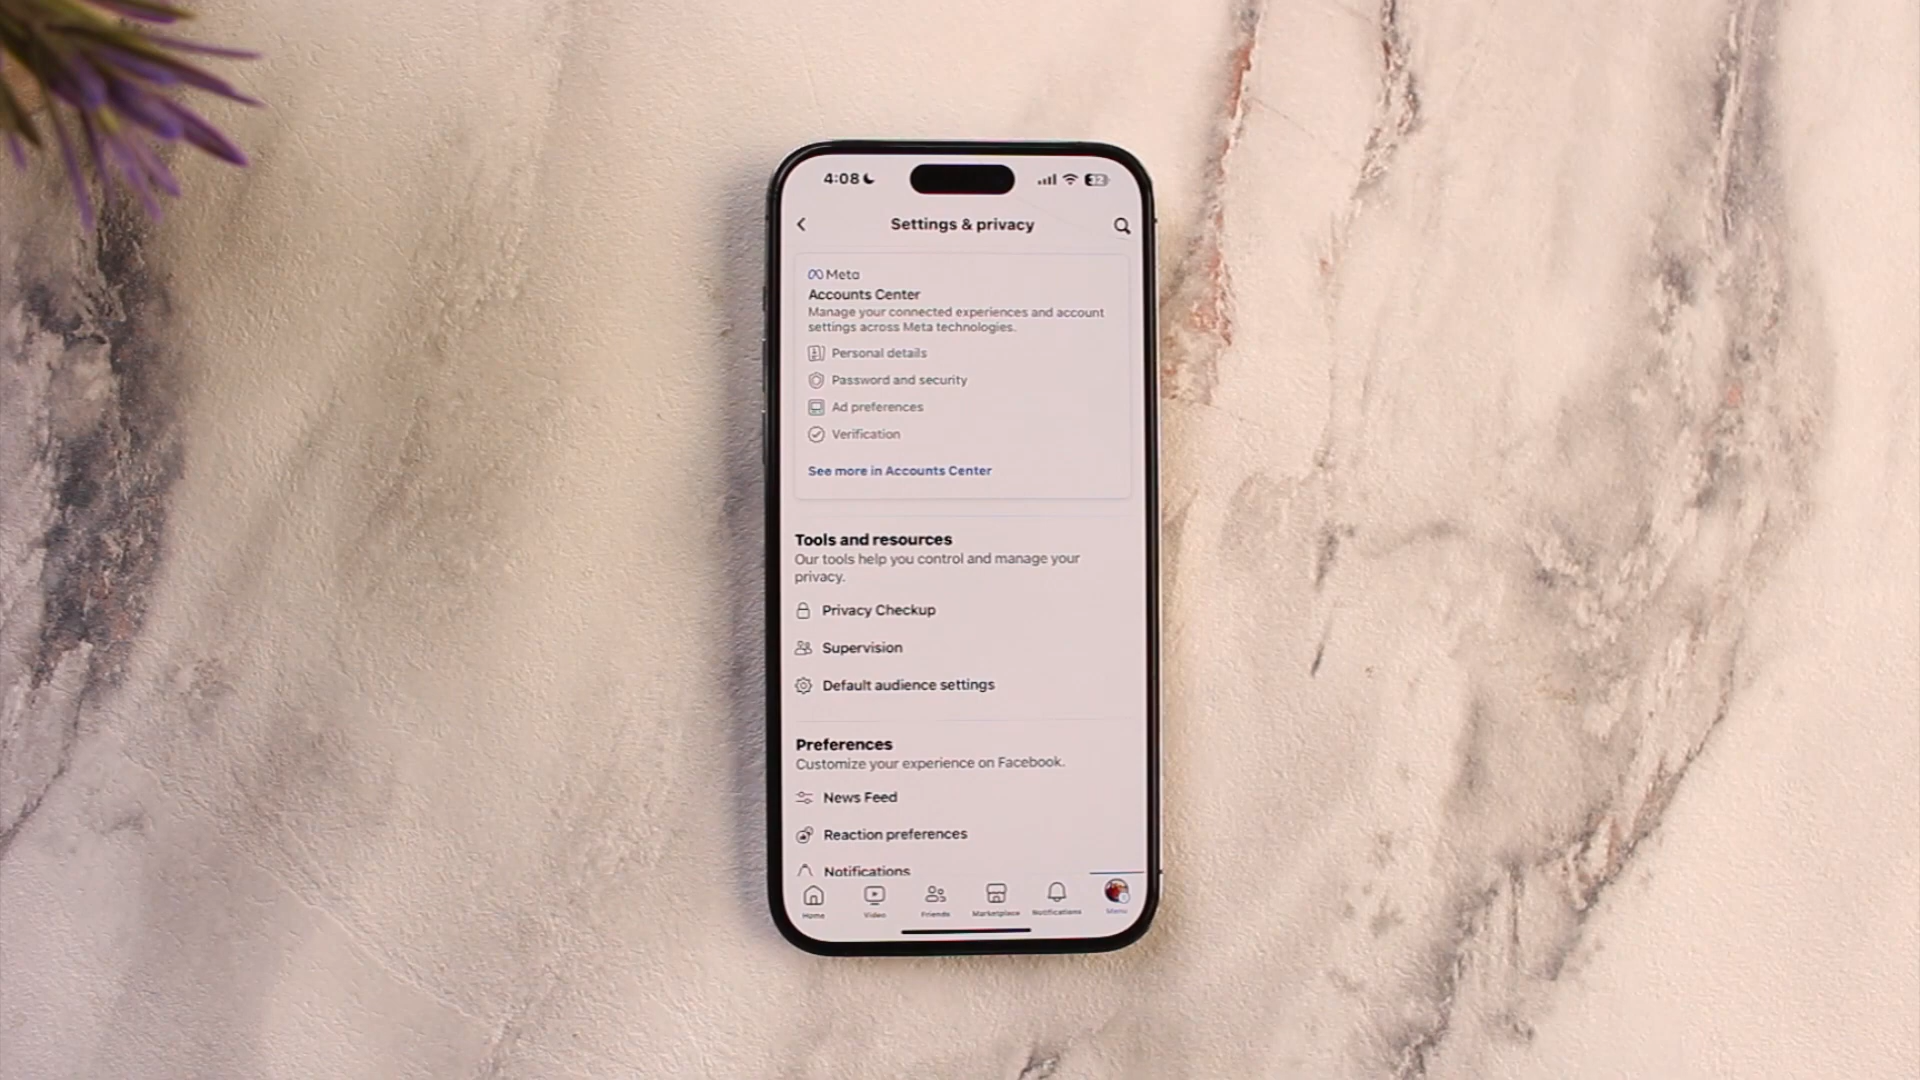 4:08
32
Settings & privacy
Meta
Accounts Center
Manage your connected experiences and account
settings across Meta technologies.
Personal details
Password and security
Ad preferences
Verification
See more in Accounts Center
Tools and resources
Our tools help you control and manage your
privacy.
Privacy Checkup
Supervision
Default audience settings
Preferences
Customize your experience on Facebook.
News Feed
Reaction preferences
Notifications
Home Video Friends Marketplace Notifications Menu